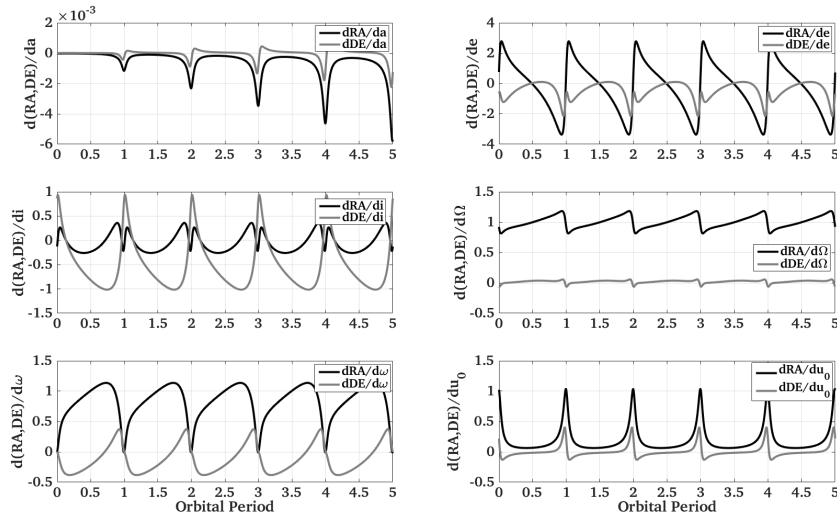 ×10⁻³
d(RA,DE)/da
2
0
-2
-4
-6
0 0.5 1 1.5 2 2.5 3 3.5 4 4.5 5
dRA/da
dDE/da
d(RA,DE)/de
4
2
0
-2
-4
0 0.5 1 1.5 2 2.5 3 3.5 4 4.5 5
dRA/de
dDE/de
d(RA,DE)/di
1
0.5
0
-0.5
-1
-1.5
0 0.5 1 1.5 2 2.5 3 3.5 4 4.5 5
dRA/di
dDE/di
d(RA,DE)/dΩ
1.5
1
0.5
0
-0.5
0 0.5 1 1.5 2 2.5 3 3.5 4 4.5 5
dRA/dΩ
dDE/dΩ
d(RA,DE)/dω
1.5
1
0.5
0
-0.5
0 0.5 1 1.5 2 2.5 3 3.5 4 4.5 5
Orbital Period
dRA/dω
dDE/dω
d(RA,DE)/du₀
1.5
1
0.5
0
-0.5
0 0.5 1 1.5 2 2.5 3 3.5 4 4.5 5
Orbital Period
dRA/du₀
dDE/du₀